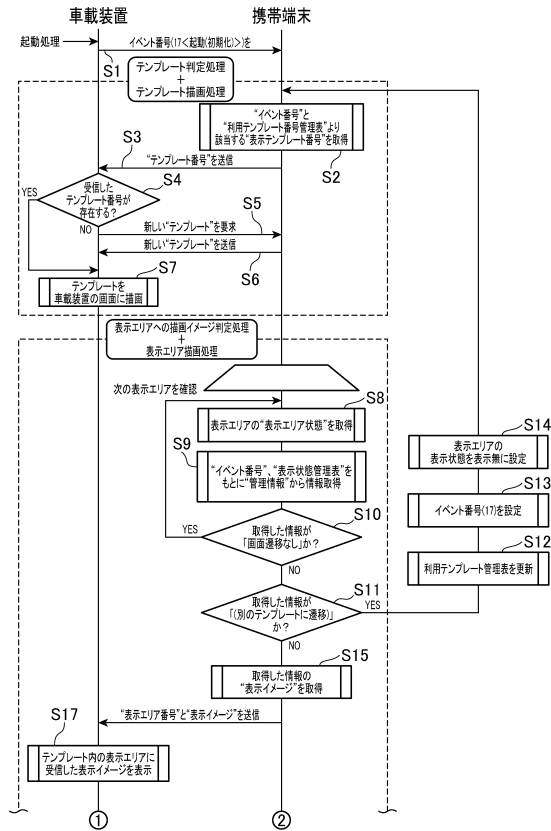 車載装置
携帯端末
起動処理
イベント番号(17<起動(初期化)>)を
S1
テンプレート判定処理
+
テンプレート描画処理
“イベント番号”と
“利用テンプレート番号管理表”より
該当する“表示テンプレート番号”を取得
S2
S3
“テンプレート番号”を送信
S4
受信した
テンプレート番号が
存在する?
YES
NO
S5
新しい“テンプレート”を要求
新しい“テンプレート”を送信
S6
S7
テンプレートを
車載装置の画面に描画
表示エリアへの描画イメージ判定処理
+
表示エリア描画処理
次の表示エリアを確認
S8
表示エリアの“表示エリア状態”を取得
S9
“イベント番号”、“表示状態管理表”を
もとに“管理情報”から情報取得
S10
取得した情報が
「画面遷移なし」か?
YES
NO
S11
取得した情報が
「(別のテンプレートに遷移)」
か?
YES
NO
S14
表示エリアの
表示状態を表示無に設定
S13
イベント番号(17)を設定
S12
利用テンプレート管理表を更新
S15
取得した情報の
“表示イメージ”を取得
“表示エリア番号”と“表示イメージ”を送信
S17
テンプレート内の表示エリアに
受信した表示イメージを表示
①
②